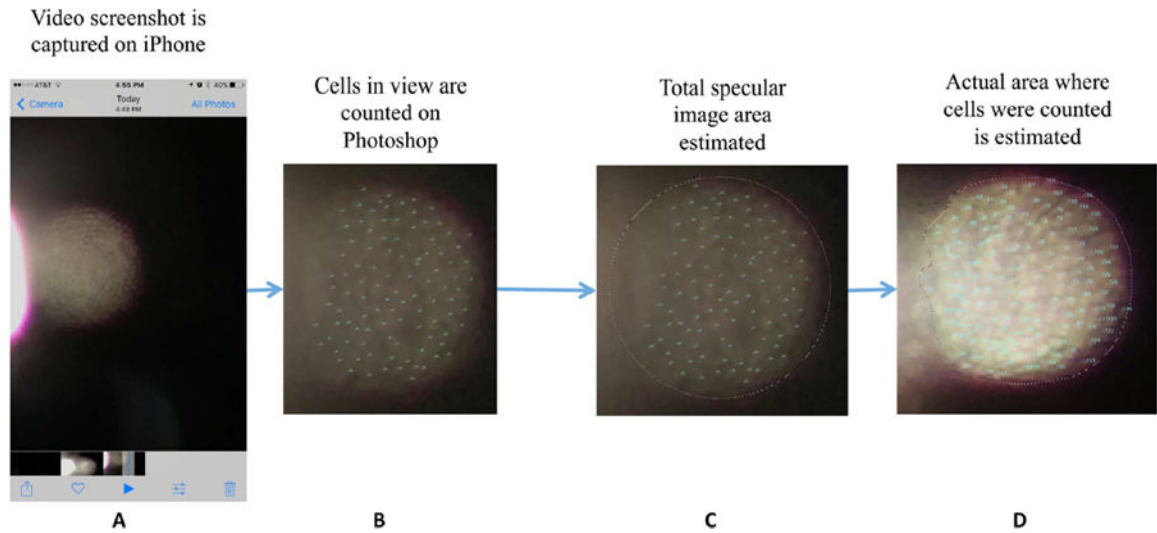 Video screenshot is
captured on iPhone
AT&T
4:55 PM
40%
Camera
Today
4:49 PM
All Photos
Cells in view are
counted on
Photoshop
Total specular
image area
estimated
Actual area where
cells were counted
is estimated
A
B
C
D